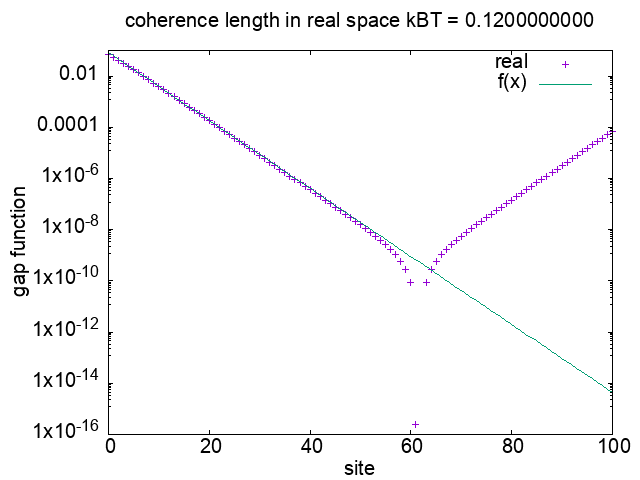 coherence length in real space kBT = 0.1200000000
real
f(x)
gap function
0.01
0.0001
1x10^-6
1x10^-8
1x10^-10
1x10^-12
1x10^-14
1x10^-16
0 20 40 60 80 100
site